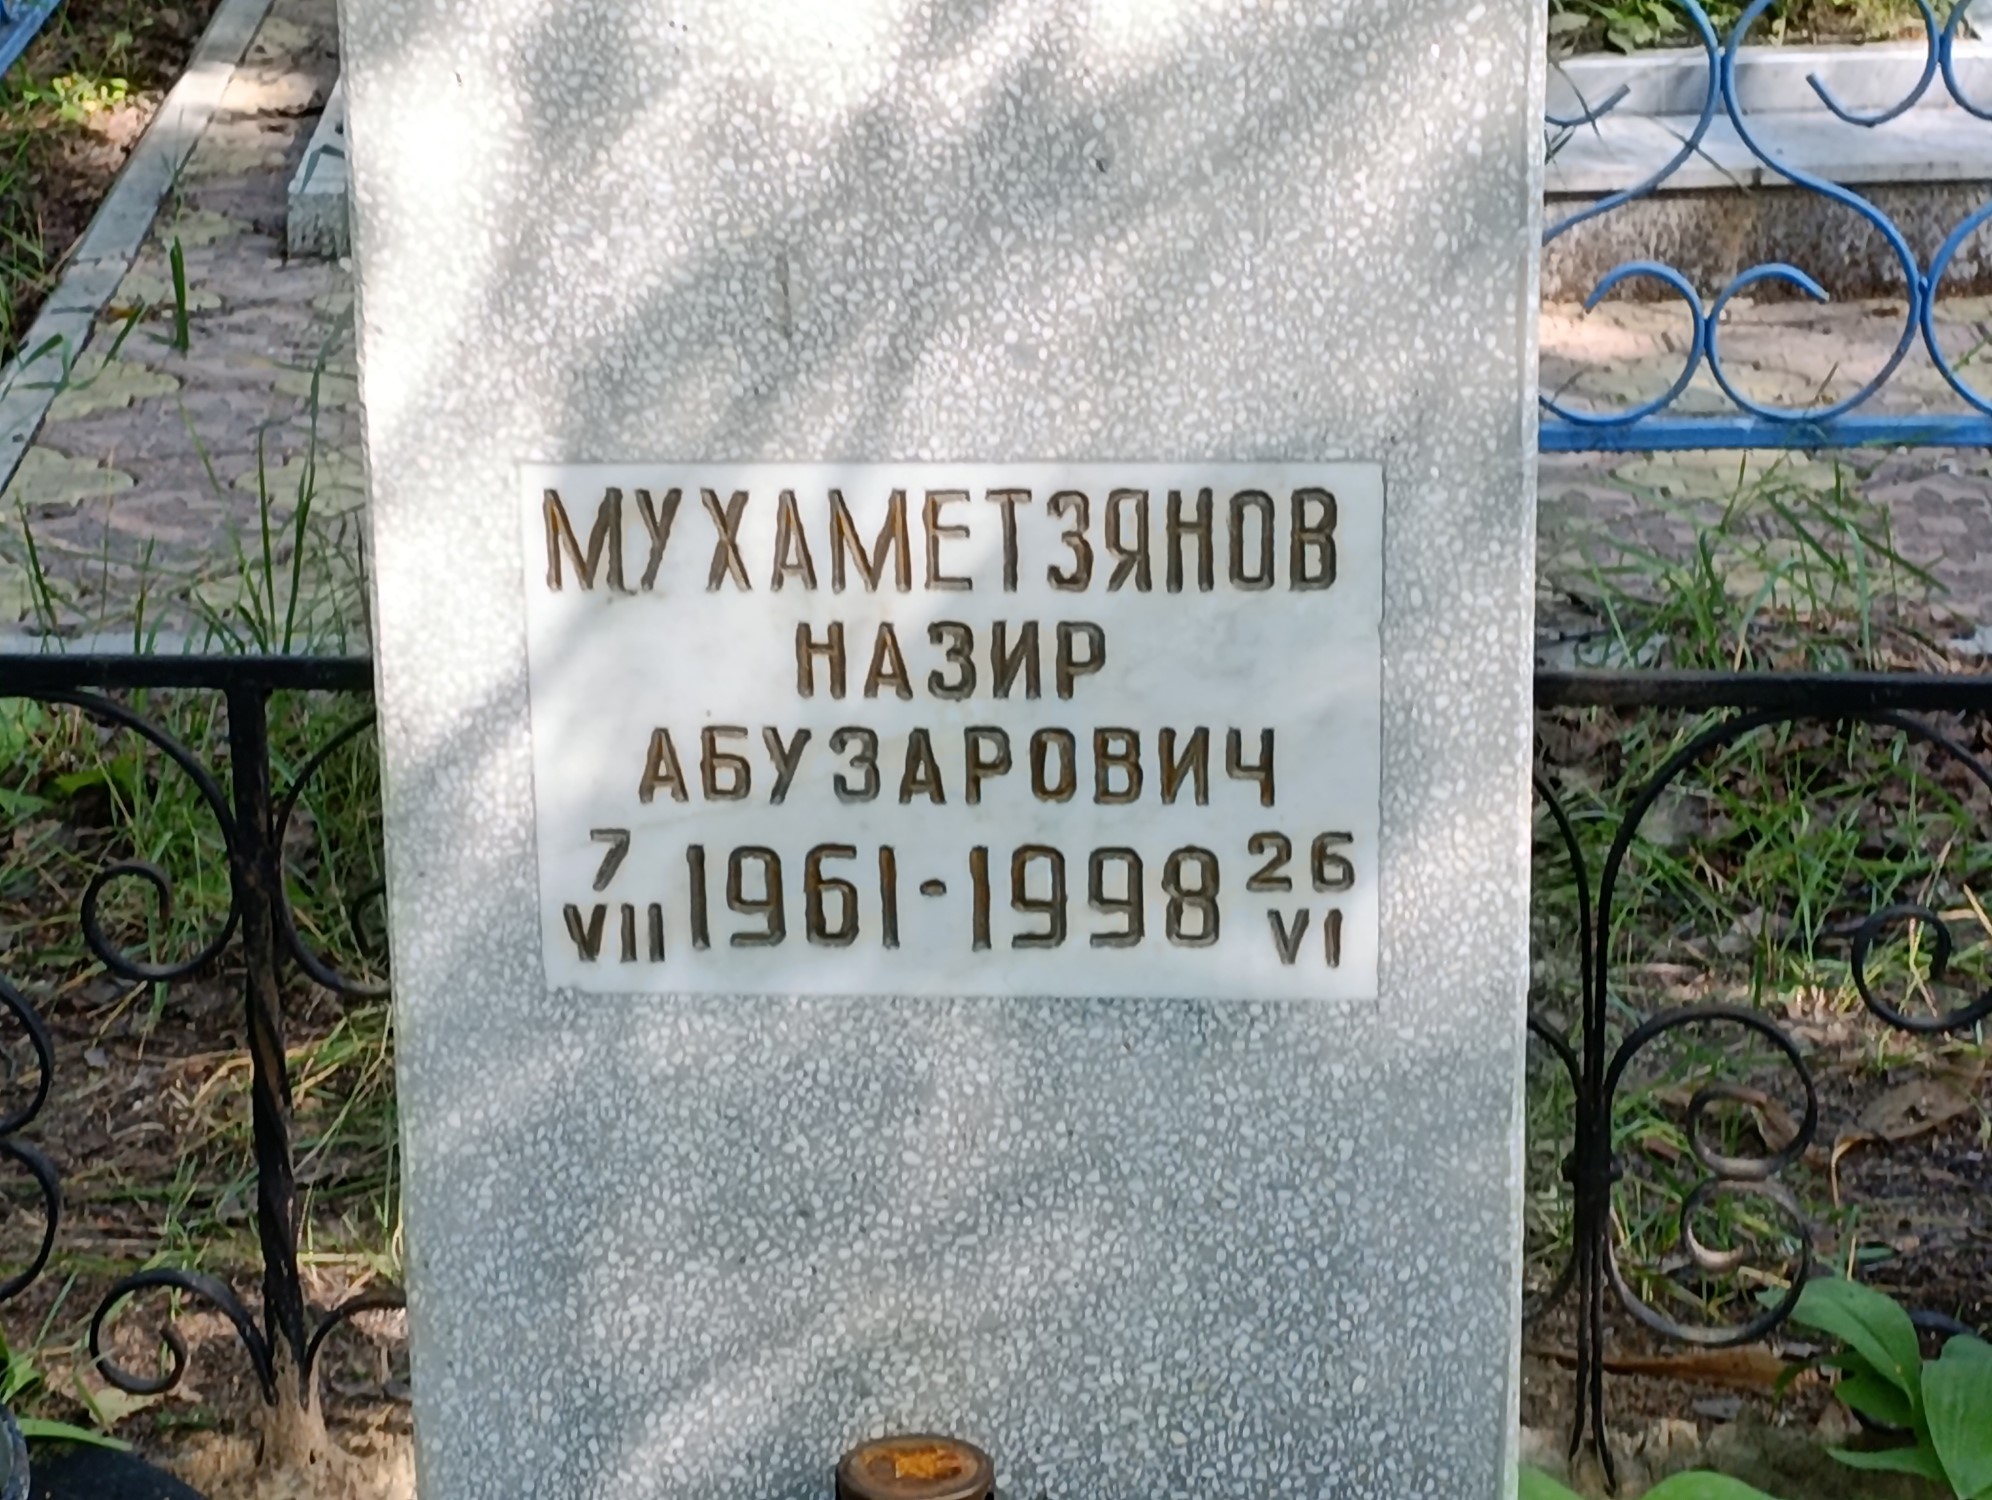 МУХАМЕТЗЯНОВ
НАЗИР
АБУЗАРОВИЧ
7 VII 1961-1998 26 VI